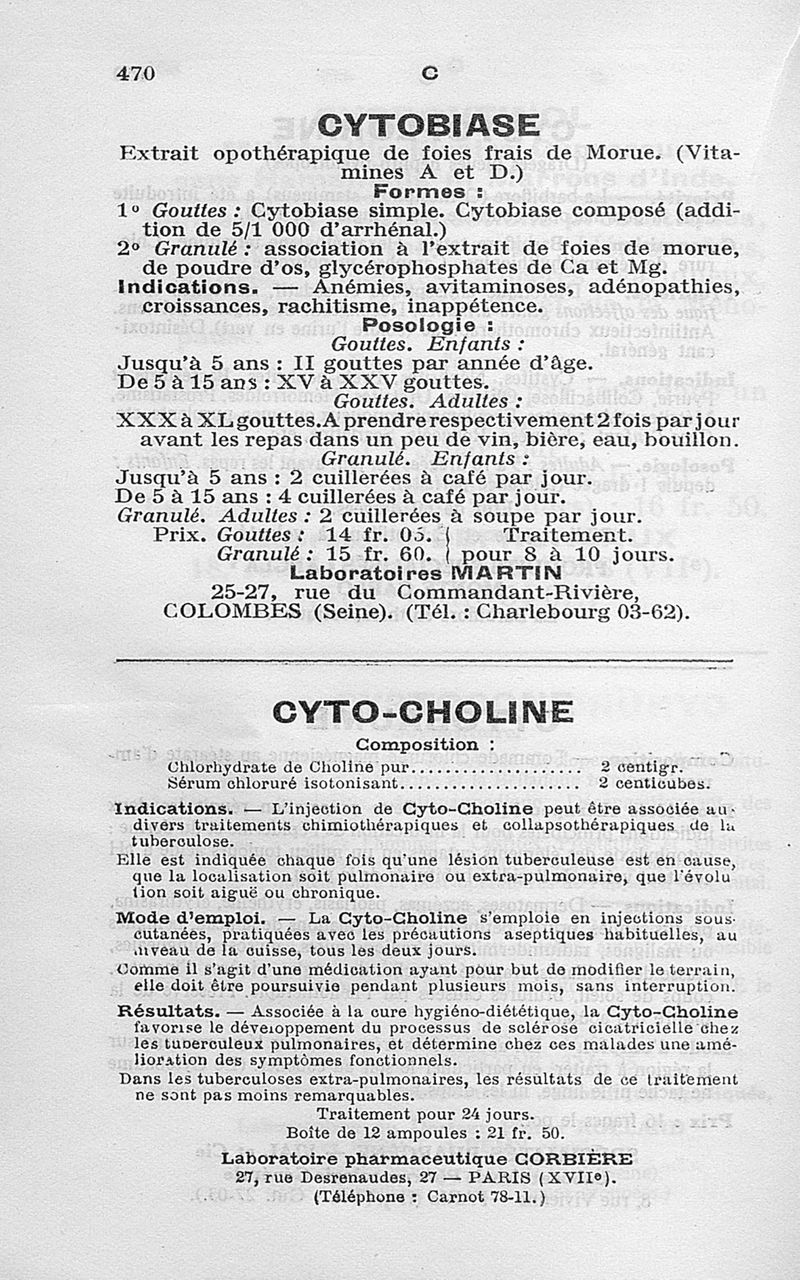 470
C
CYTOBIASE
Extrait opothérapique de foies frais de Morue. (Vita-
mines A et D.)
Formes :
1º Gouttes : Cytobiase simple. Cytobiase composé (addi-
tion de 5/1 000 d'arrhénal.)
2º Granulé : association à l'extrait de foies de morue,
de poudre d'os, glycérophosphates de Ca et Mg.
Indications. — Anémies, avitaminoses, adénopathies,
croissances, rachitisme, inappétence.
Posologie :
Gouttes. Enfants :
Jusqu'à 5 ans : II gouttes par année d'âge.
De 5 à 15 ans : XV à XXV gouttes.
Gouttes. Adultes :
XXX à XL gouttes. A prendre respectivement 2 fois par jour
avant les repas dans un peu de vin, bière, eau, bouillon.
Granulé. Enfants :
Jusqu'à 5 ans : 2 cuillerées à café par jour.
De 5 à 15 ans : 4 cuillerées à café par jour.
Granulé. Adultes : 2 cuillerées à soupe par jour.
Prix. Gouttes : 14 fr. 05. ( Traitement.
Granulé : 15 fr. 60. ( pour 8 à 10 jours.
Laboratoires MARTIN
25-27, rue du Commandant-Rivière,
COLOMBES (Seine). (Tél. : Charlebourg 03-62).
CYTO-CHOLINE
Composition :
Chlorhydrate de Choline pur..................... 2 centigr.
Sérum chloruré isotonisant...................... 2 centicubes.
Indications. — L'injection de Cyto-Choline peut être associée au
divers traitements chimiothérapiques et collapsothérapiques de la
tuberculose.
Elle est indiquée chaque fois qu'une lésion tuberculeuse est en cause,
que la localisation soit pulmonaire ou extra-pulmonaire, que l'évolu
tion soit aiguë ou chronique.
Mode d'emploi. — La Cyto-Choline s'emploie en injections sous-
cutanées, pratiquées avec les précautions aseptiques habituelles, au
niveau de la cuisse, tous les deux jours.
Comme il s'agit d'une médication ayant pour but de modifier le terrain,
elle doit être poursuivie pendant plusieurs mois, sans interruption.
Résultats. — Associée à la cure hygiéno-diététique, la Cyto-Choline
favorise le développement du processus de sclérose cicatricielle chez
les tuberculeux pulmonaires, et détermine chez ces malades une amé-
lioration des symptômes fonctionnels.
Dans les tuberculoses extra-pulmonaires, les résultats de ce traitement
ne sont pas moins remarquables.
Traitement pour 24 jours.
Boîte de 12 ampoules : 21 fr. 50.
Laboratoire pharmaceutique CORBIÈRE
27, rue Desrenaudes, 27 — PARIS (XVIIe).
(Téléphone : Carnot 78-11.)